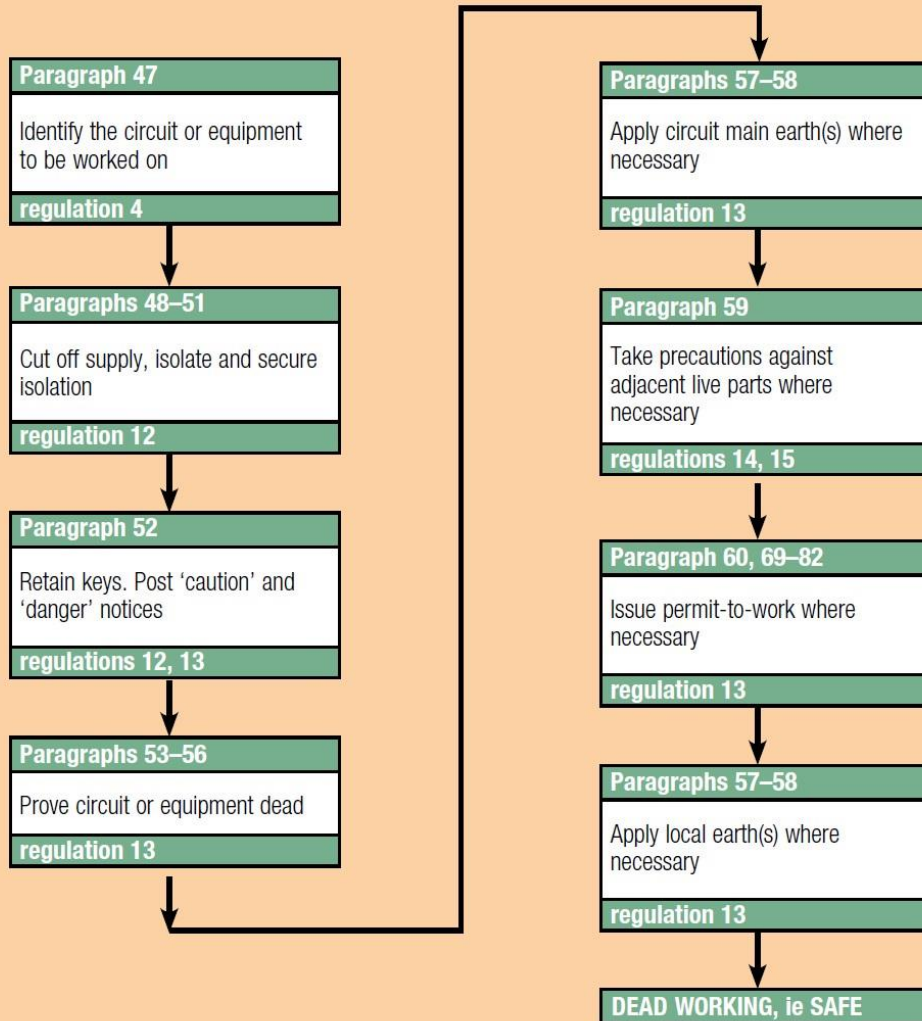 Paragraph 47
Identify the circuit or equipment
to be worked on
regulation 4
Paragraphs 48–51
Cut off supply, isolate and secure
isolation
regulation 12
Paragraph 52
Retain keys. Post ‘caution’ and
‘danger’ notices
regulations 12, 13
Paragraphs 53–56
Prove circuit or equipment dead
regulation 13
Paragraphs 57–58
Apply circuit main earth(s) where
necessary
regulation 13
Paragraph 59
Take precautions against
adjacent live parts where
necessary
regulations 14, 15
Paragraph 60, 69–82
Issue permit-to-work where
necessary
regulation 13
Paragraphs 57–58
Apply local earth(s) where
necessary
regulation 13
DEAD WORKING, ie SAFE